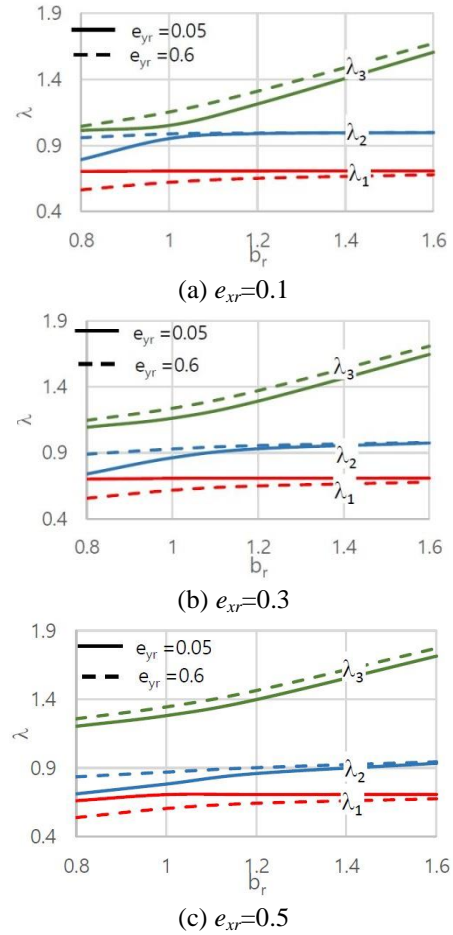 1.9
e_yr = 0.05
e_yr = 0.6
1.4
λ
λ_3
0.9
λ_2
λ_1
0.4
0.8 1 1.2 1.4 1.6
b_r
(a) e_xr=0.1
1.9
e_yr = 0.05
e_yr = 0.6
1.4
λ
λ_3
0.9
λ_2
λ_1
0.4
0.8 1 1.2 1.4 1.6
b_r
(b) e_xr=0.3
1.9
e_yr = 0.05
e_yr = 0.6
1.4
λ
λ_3
0.9
λ_2
λ_1
0.4
0.8 1 1.2 1.4 1.6
b_r
(c) e_xr=0.5